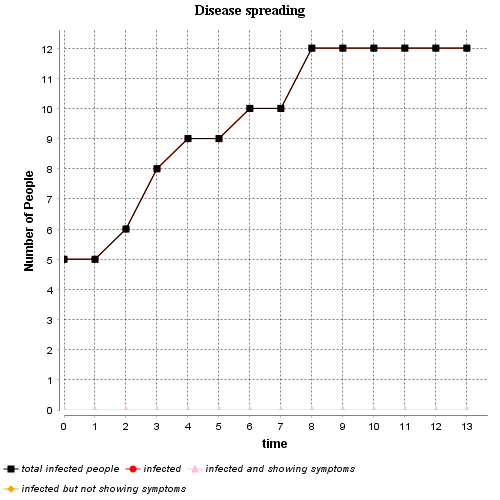 Disease spreading
12
11
10
9
8
7
6
5
4
3
2
1
0
Number of People
0 1 2 3 4 5 6 7 8 9 10 11 12 13
time
total infected people infected infected and showing symptoms
infected but not showing symptoms